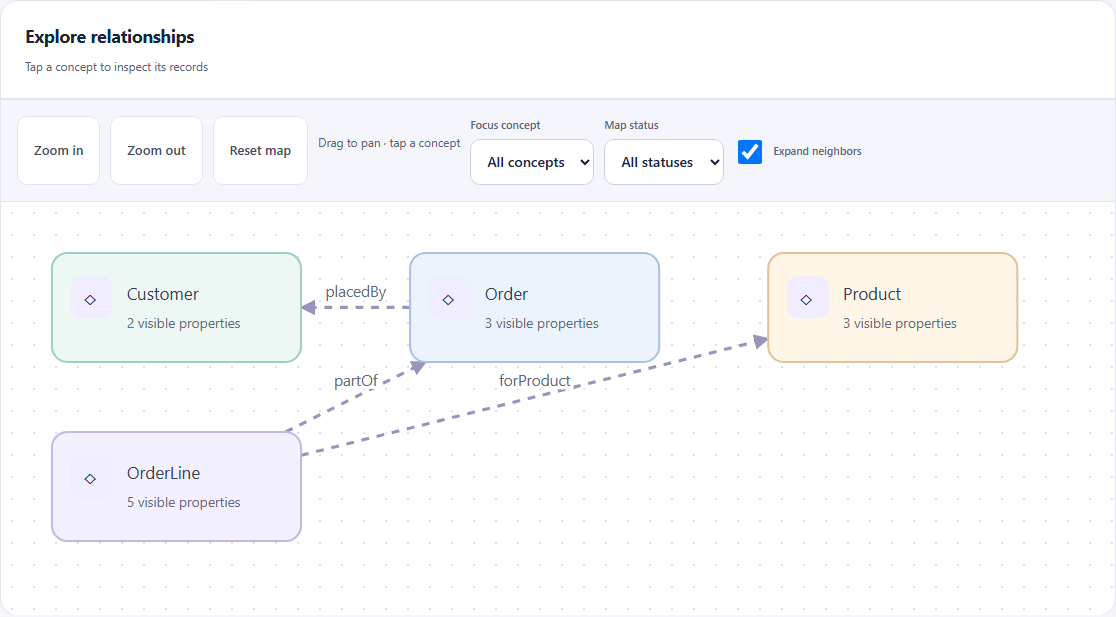 Explore relationships
Tap a concept to inspect its records
Zoom in
Zoom out
Reset map
Drag to pan · tap a concept
Focus concept
All concepts
Map status
All statuses
Expand neighbors
Customer
2 visible properties
placedBy
Order
3 visible properties
Product
3 visible properties
partOf
forProduct
OrderLine
5 visible properties